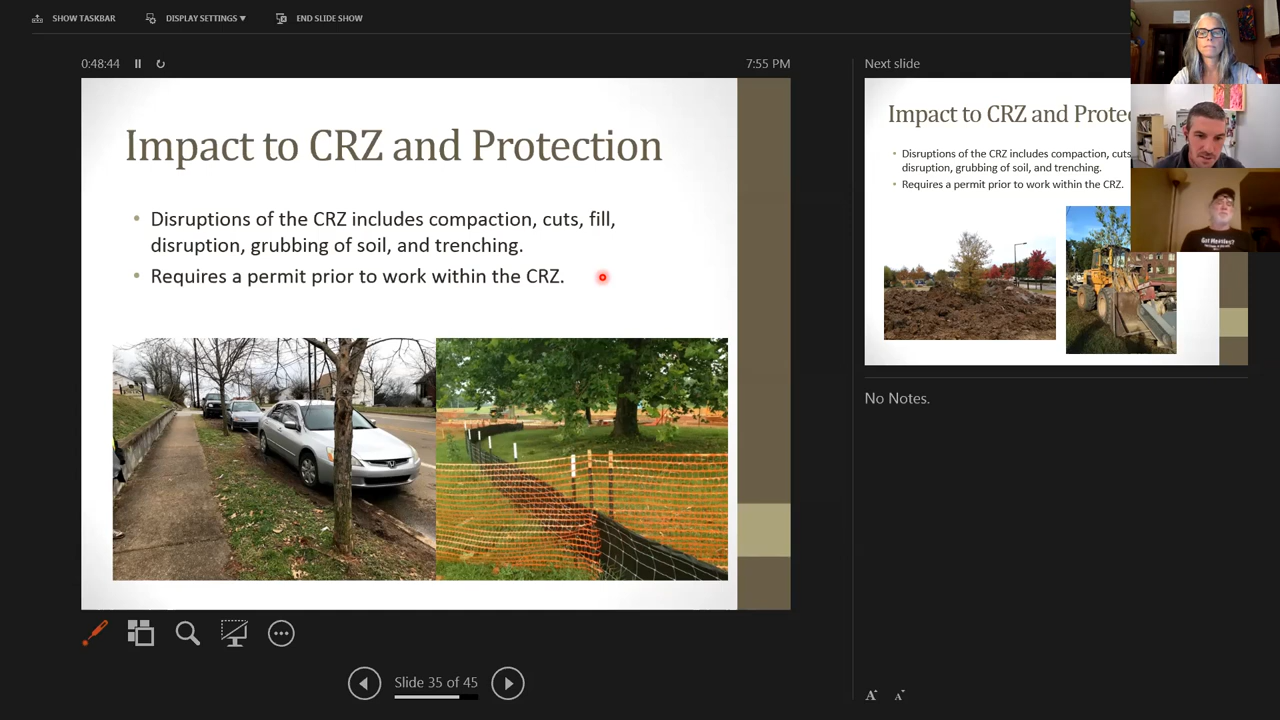 SHOW TASKBAR
DISPLAY SETTINGS ▼
END SLIDE SHOW
0:48:44
7:55 PM
Impact to CRZ and Protection
• Disruptions of the CRZ includes compaction, cuts, fill,
disruption, grubbing of soil, and trenching.
• Requires a permit prior to work within the CRZ.
Slide 35 of 45
Next slide
Impact to CRZ and Protec
• Disruptions of the CRZ includes compaction, cuts
disruption, grubbing of soil, and trenching.
• Requires a permit prior to work within the CRZ.
No Notes.
A A